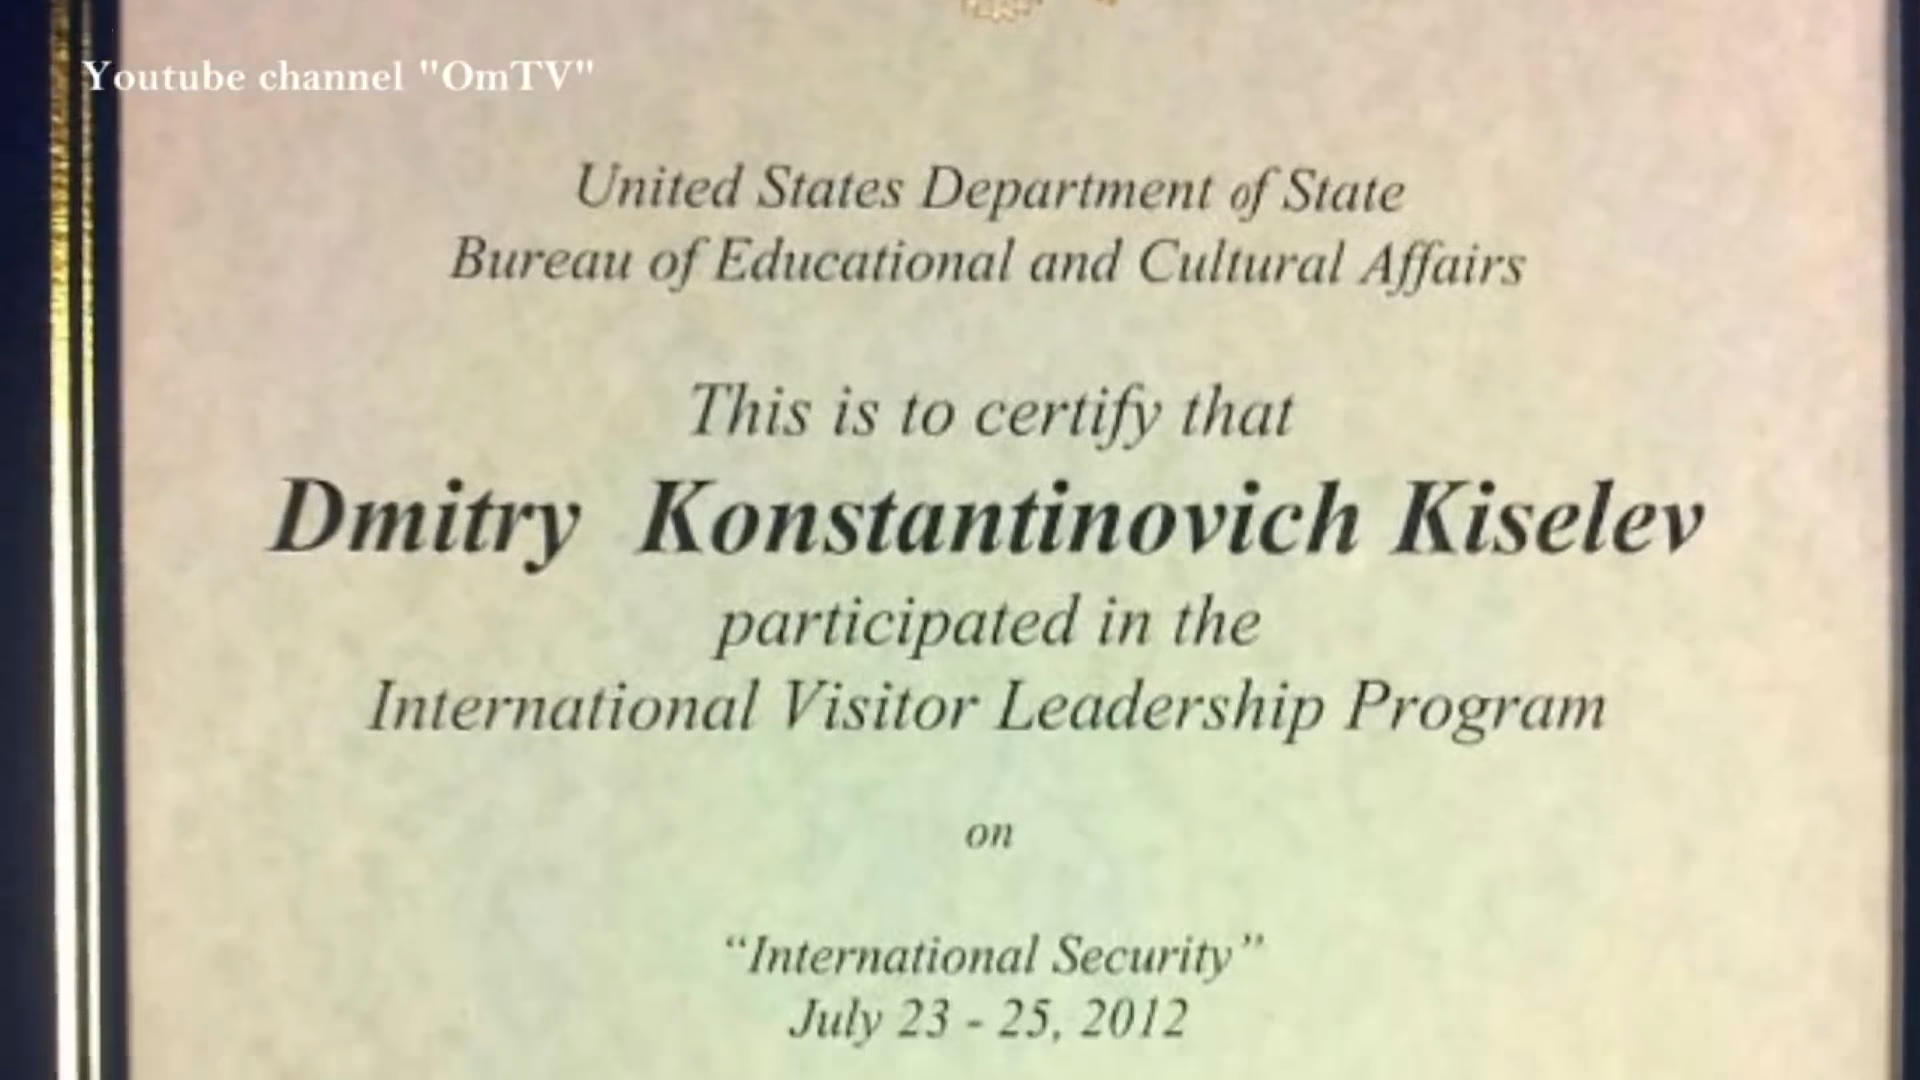 Youtube channel "OmTV"
United States Department of State
Bureau of Educational and Cultural Affairs
This is to certify that
Dmitry Konstantinovich Kiselev
participated in the
International Visitor Leadership Program
on
“International Security”
July 23 - 25, 2012